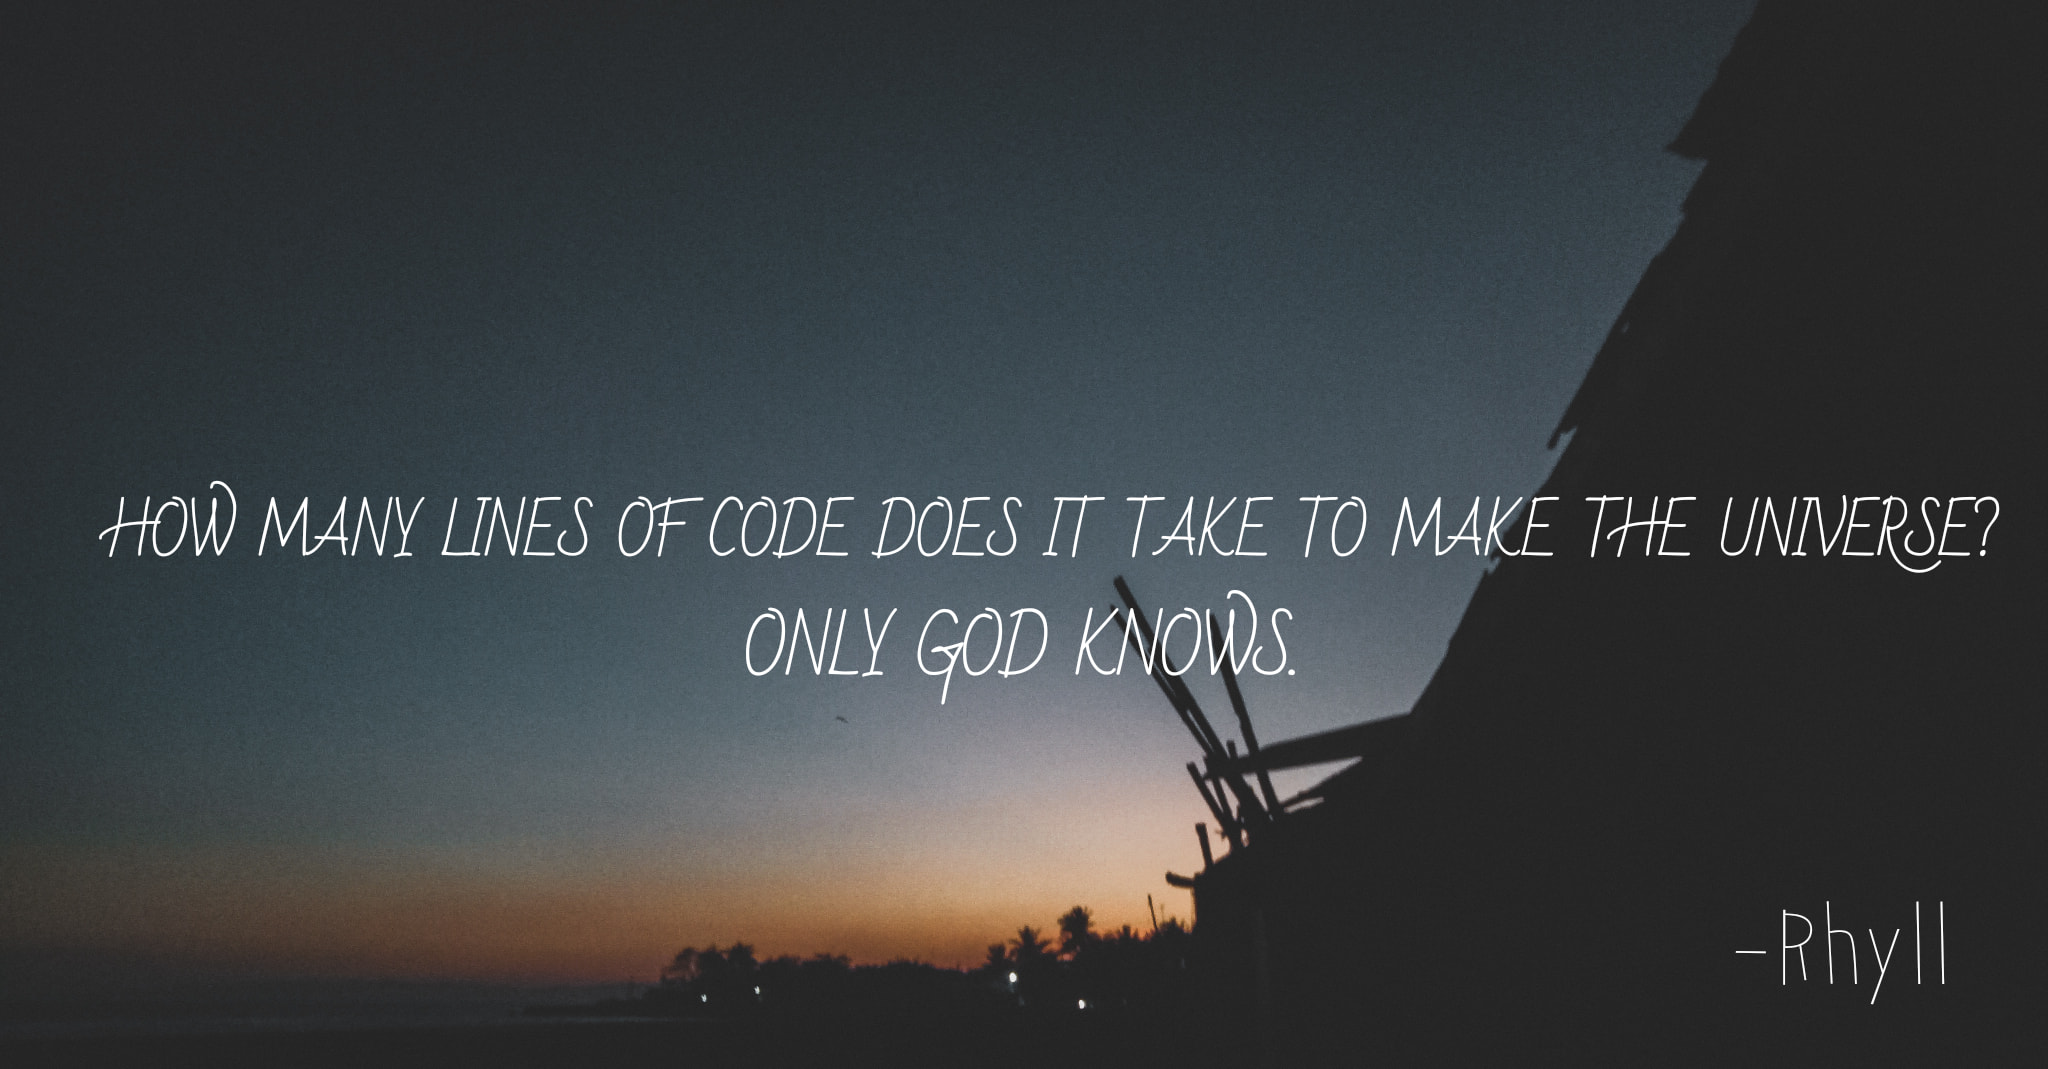 HOW MANY LINES OF CODE DOES IT TAKE TO MAKE THE UNIVERSE?
ONLY GOD KNOWS.
-Rhyll